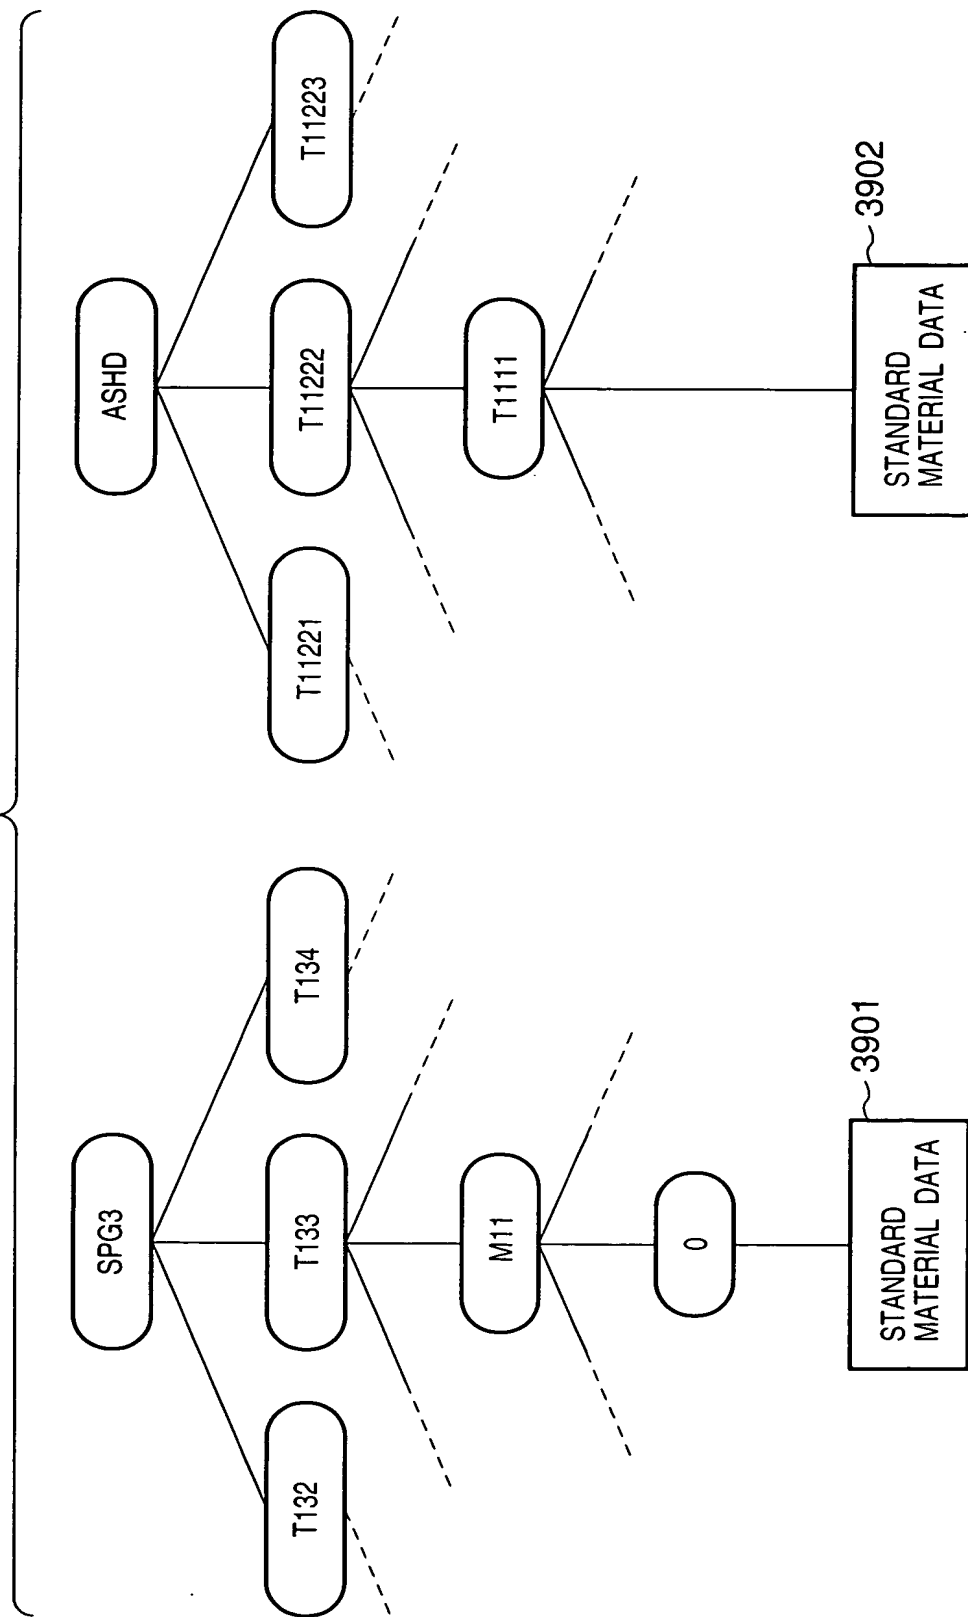 SPG3
T132
T133
T134
M11
0
STANDARD
MATERIAL DATA
3901
ASHD
T11221
T11222
T11223
T1111
STANDARD
MATERIAL DATA
3902